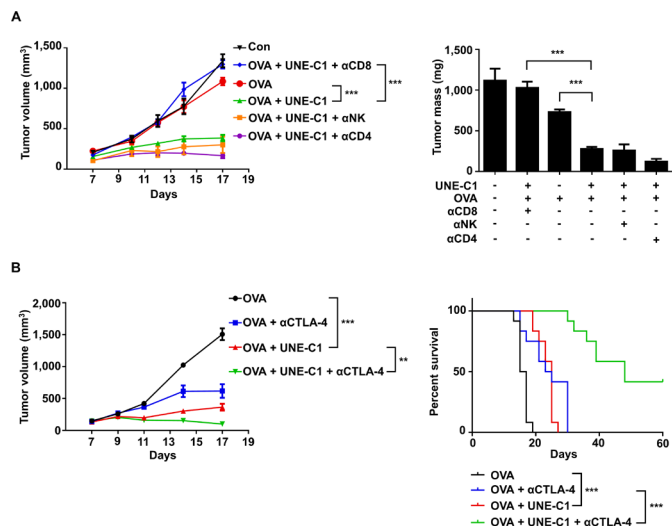 A
Tumor volume (mm³)
1,500
1,000
500
0
7 9 11 13 15 17 19
Days
Con
OVA + UNE-C1 + αCD8
OVA
OVA + UNE-C1
OVA + UNE-C1 + αNK
OVA + UNE-C1 + αCD4
***
***
Tumor mass (mg)
1,500
1,000
500
0
***
***
UNE-C1 - + - + + +
OVA - + + + + +
αCD8 - + - - - -
αNK - - - - + -
αCD4 - - - - - +
B
Tumor volume (mm³)
2,000
1,500
1,000
500
0
7 9 11 13 15 17 19
Days
OVA
OVA + αCTLA-4
OVA + UNE-C1
OVA + UNE-C1 + αCTLA-4
***
**
Percent survival
100
50
0
0 20 40 60
Days
OVA
OVA + αCTLA-4
OVA + UNE-C1
OVA + UNE-C1 + αCTLA-4
***
***